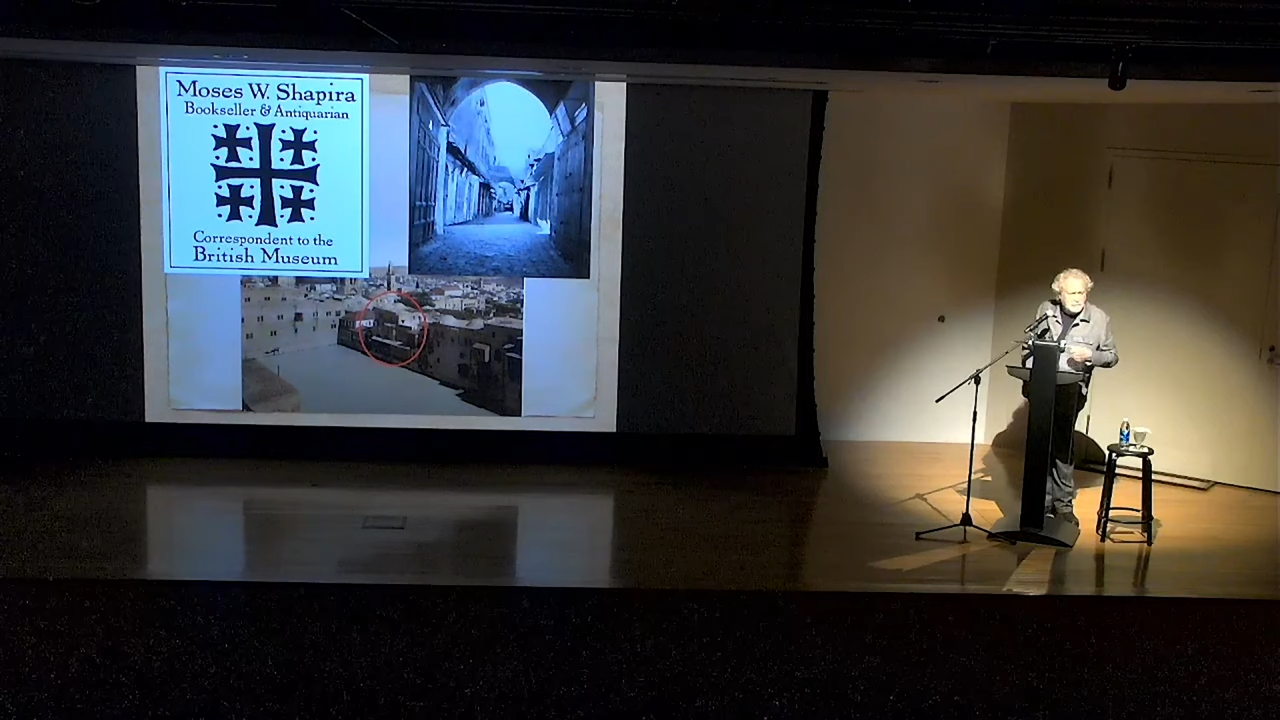 Moses W. Shapira
Bookseller & Antiquarian
Correspondent to the
British Museum